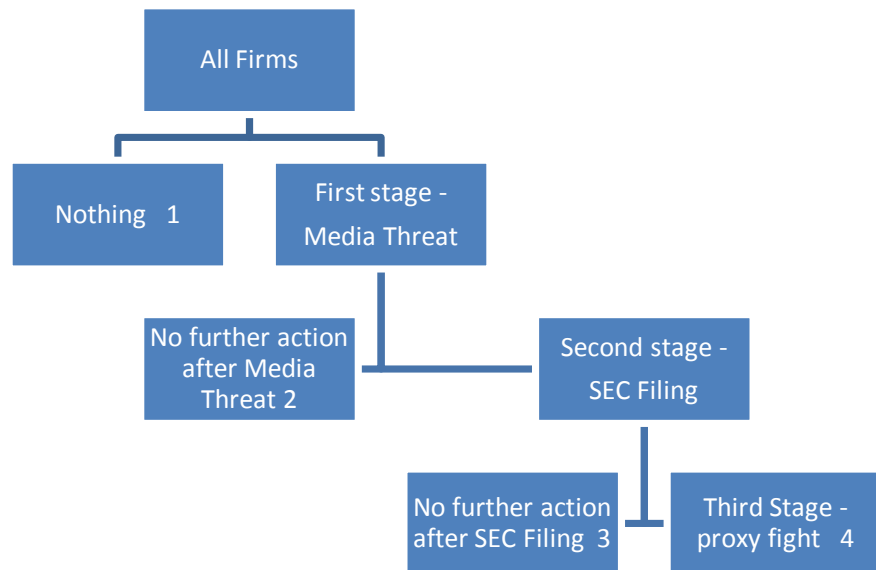 All Firms
Nothing 1
First stage -
Media Threat
No further action
after Media
Threat 2
Second stage -
SEC Filing
No further action
after SEC Filing 3
Third Stage -
proxy fight 4